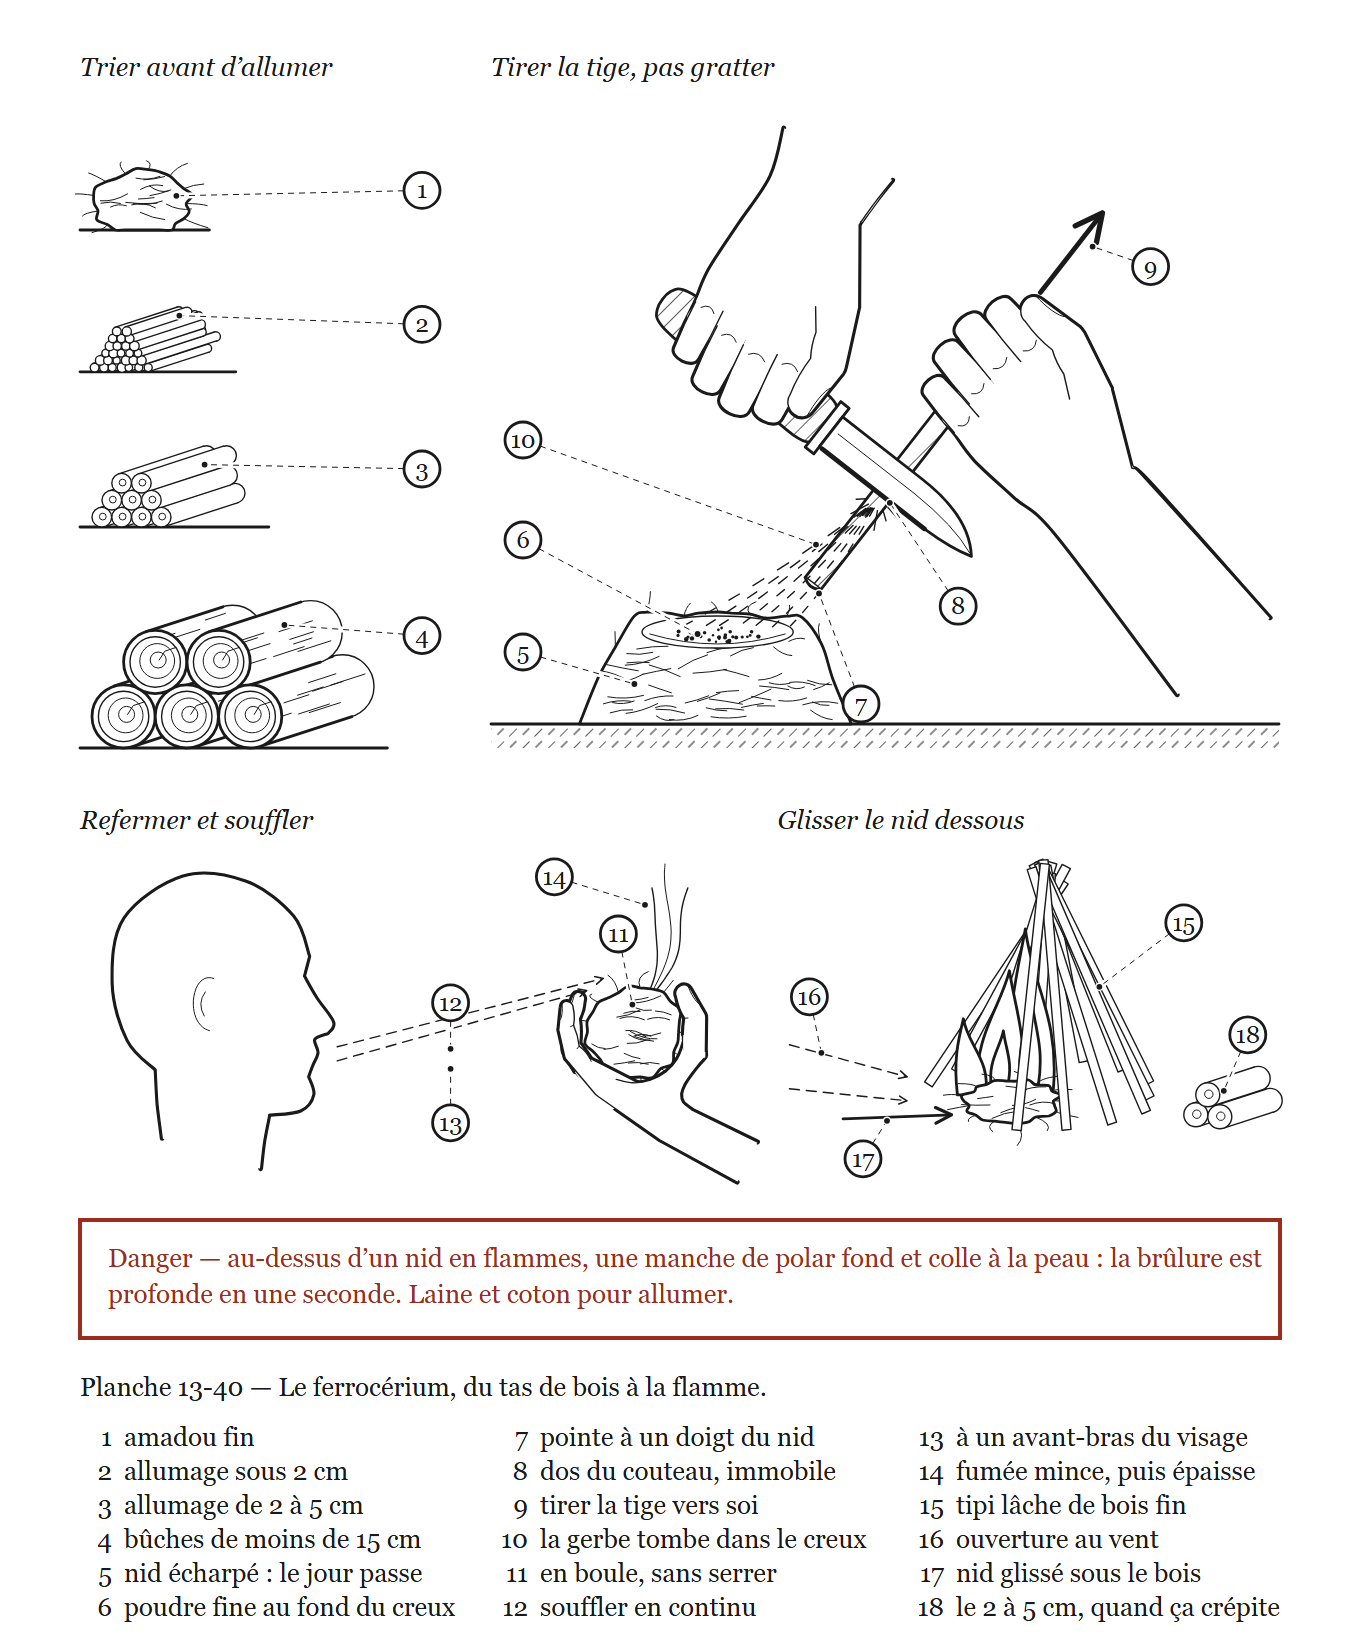 Trier avant d’allumer
Tirer la tige, pas gratter
1
2
3
4
9
10
6
5
8
7
Refermer et souffler
Glisser le nid dessous
14
11
12
13
15
16
18
17
Danger — au-dessus d’un nid en flammes, une manche de polar fond et colle à la peau : la brûlure est
profonde en une seconde. Laine et coton pour allumer.
Planche 13-40 — Le ferrocérium, du tas de bois à la flamme.
1 amadou fin
2 allumage sous 2 cm
3 allumage de 2 à 5 cm
4 bûches de moins de 15 cm
5 nid écharpé : le jour passe
6 poudre fine au fond du creux
7 pointe à un doigt du nid
8 dos du couteau, immobile
9 tirer la tige vers soi
10 la gerbe tombe dans le creux
11 en boule, sans serrer
12 souffler en continu
13 à un avant-bras du visage
14 fumée mince, puis épaisse
15 tipi lâche de bois fin
16 ouverture au vent
17 nid glissé sous le bois
18 le 2 à 5 cm, quand ça crépite